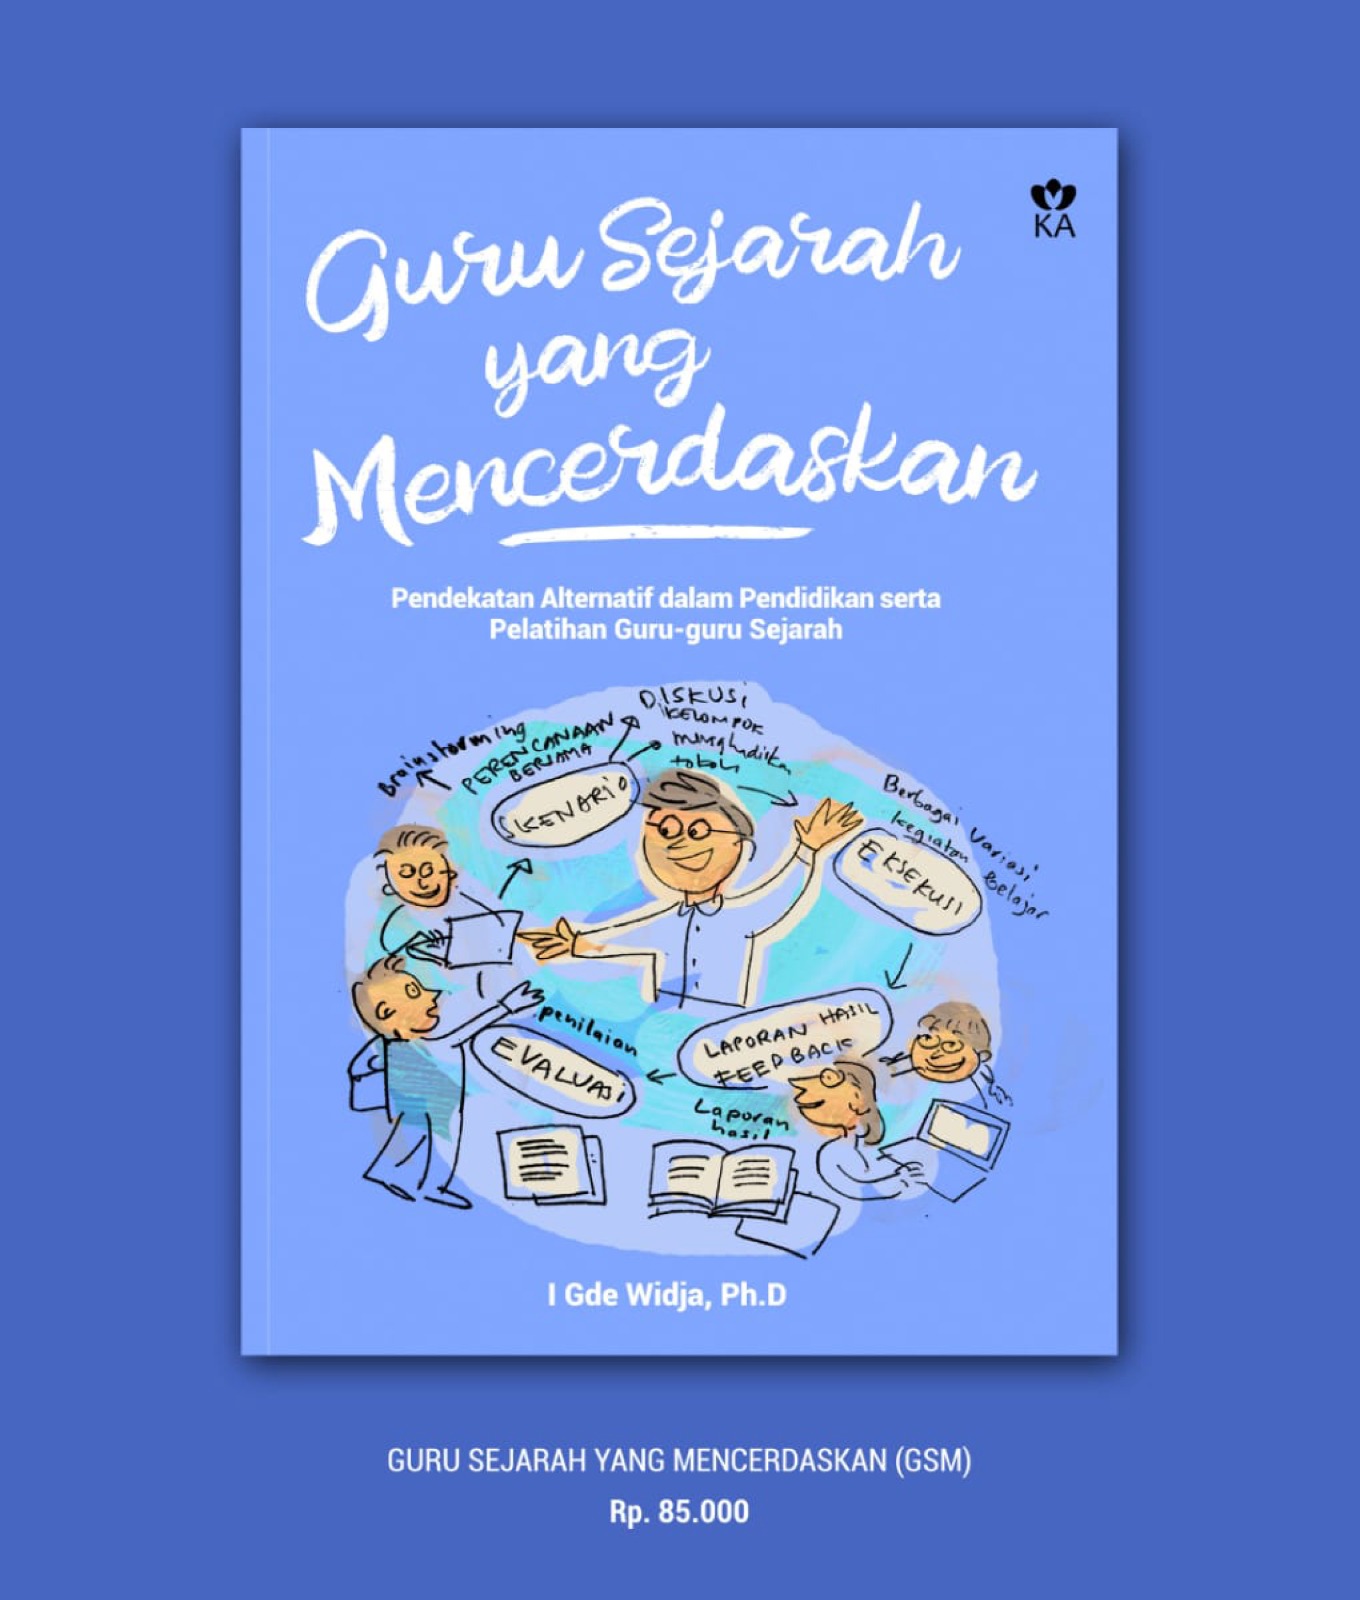 KA
Guru Sejarah
yang
Mencerdaskan
Pendekatan Alternatif dalam Pendidikan serta
Pelatihan Guru-guru Sejarah
Brainstorming
PERENCANAAN
BERSAMA
DISKUSI
KELOMPOK
menghadirkan
tokoh
SKENARIO
Berbagai Variasi
kegiatan Belajar
EKSEKUSI
LAPORAN HASIL
FEEDBACK
Laporan
hasil
penilaian
EVALUASI
I Gde Widja, Ph.D
GURU SEJARAH YANG MENCERDASKAN (GSM)
Rp. 85.000